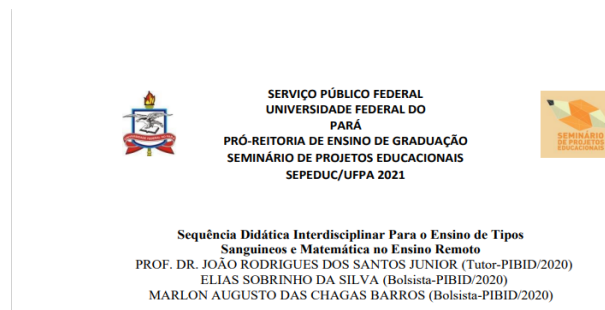 SERVIÇO PÚBLICO FEDERAL
UNIVERSIDADE FEDERAL DO
PARÁ
PRÓ-REITORIA DE ENSINO DE GRADUAÇÃO
SEMINÁRIO DE PROJETOS EDUCACIONAIS
SEPEDUC/UFPA 2021
SEMINÁRIO
DE PROJETOS
EDUCACIONAIS
Sequência Didática Interdisciplinar Para o Ensino de Tipos
Sanguineos e Matemática no Ensino Remoto
PROF. DR. JOÃO RODRIGUES DOS SANTOS JUNIOR (Tutor-PIBID/2020)
ELIAS SOBRINHO DA SILVA (Bolsista-PIBID/2020)
MARLON AUGUSTO DAS CHAGAS BARROS (Bolsista-PIBID/2020)